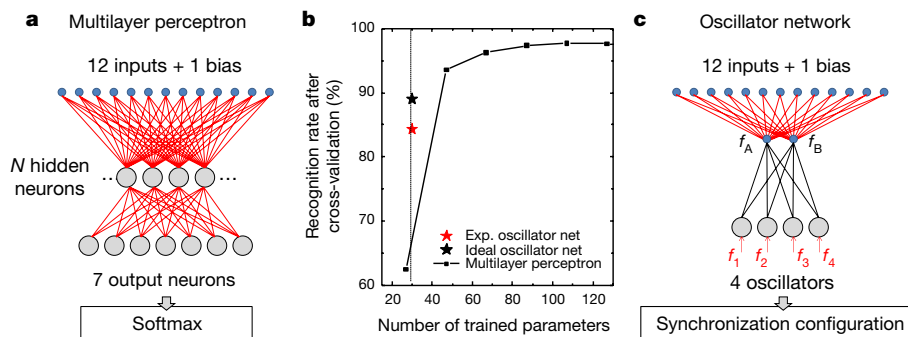 a Multilayer perceptron
12 inputs + 1 bias
N hidden
neurons
7 output neurons
Softmax
b
Recognition rate after
cross-validation (%)
100
90
80
70
60
Exp. oscillator net
Ideal oscillator net
Multilayer perceptron
20 40 60 80 100 120
Number of trained parameters
c Oscillator network
12 inputs + 1 bias
fA fB
f1 f2 f3 f4
4 oscillators
Synchronization configuration